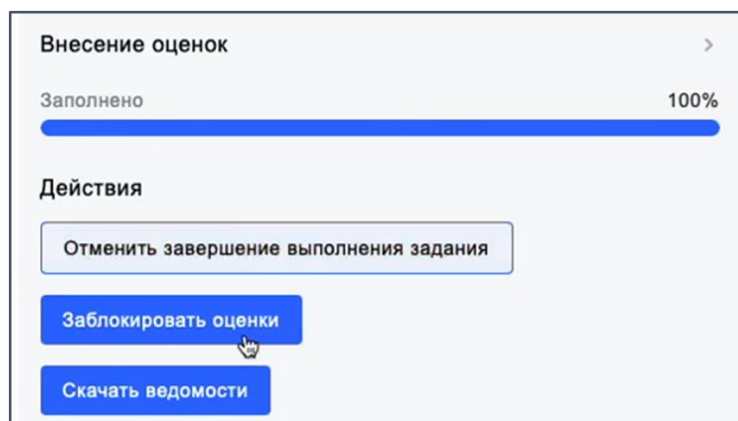 Внесение оценок
Заполнено 100%
Действия
Отменить завершение выполнения задания
Заблокировать оценки
Скачать ведомости